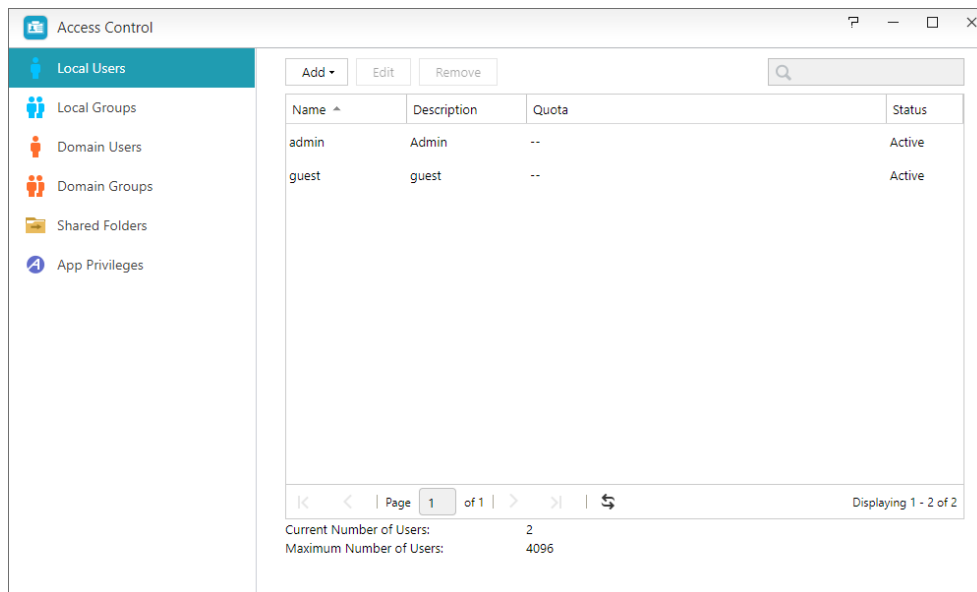 Access Control
Local Users
Local Groups
Domain Users
Domain Groups
Shared Folders
App Privileges
Add Edit Remove
Name Description Quota Status
admin Admin -- Active
guest guest -- Active
Page 1 of 1 Displaying 1 - 2 of 2
Current Number of Users: 2
Maximum Number of Users: 4096